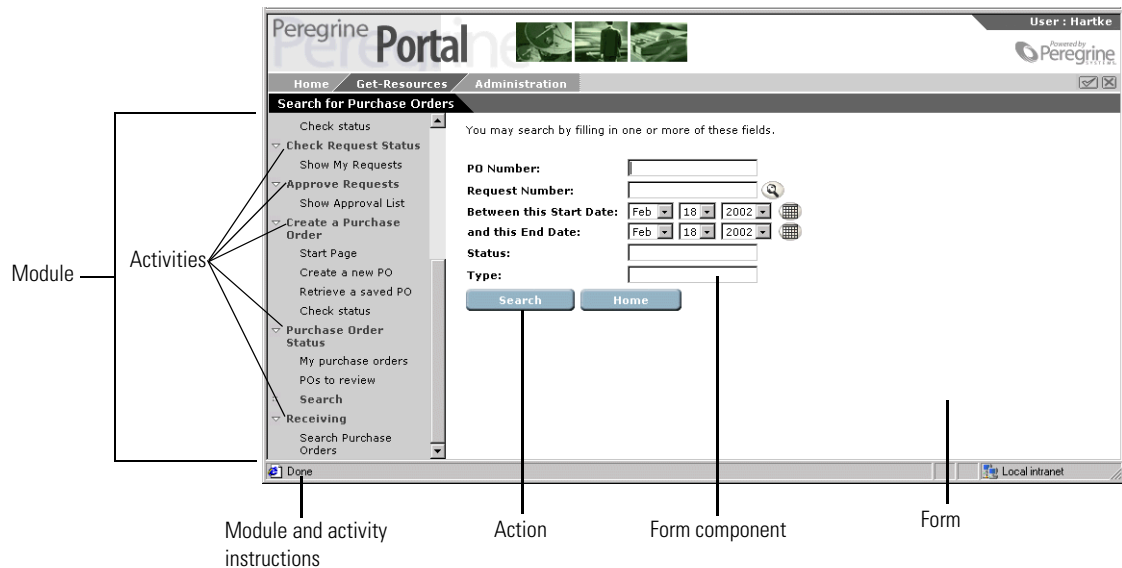 Peregrine Portal
User : Hartke
Powered by
Peregrine
SYSTEMS
Home Get-Resources Administration
Search for Purchase Orders
Check status
Check Request Status
Show My Requests
Approve Requests
Show Approval List
Create a Purchase
Order
Start Page
Create a new PO
Retrieve a saved PO
Check status
Purchase Order
Status
My purchase orders
POs to review
Search
Receiving
Search Purchase
Orders
You may search by filling in one or more of these fields.
PO Number:
Request Number:
Between this Start Date: Feb 18 2002
and this End Date: Feb 18 2002
Status:
Type:
Search Home
Done
Local intranet
Module
Activities
Module and activity
instructions
Action
Form component
Form